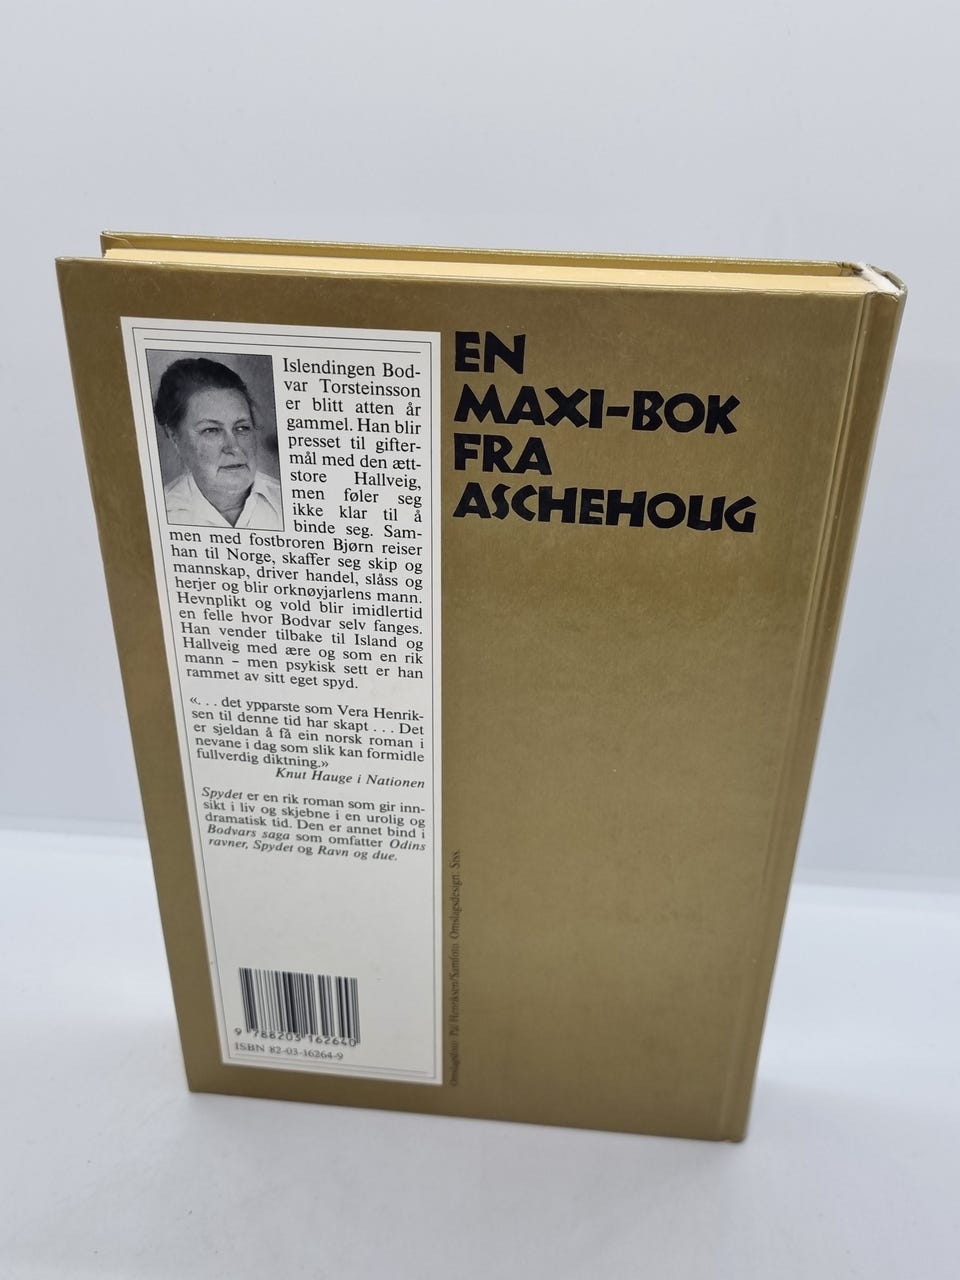 Islendingen Bod-
var Torsteinsson
er blitt atten år
gammel. Han blir
presset til gifter-
mål med den ætt-
store Hallveig,
men føler seg
ikke klar til å
binde seg. Sam-
men med fostbroren Bjørn reiser
han til Norge, skaffer seg skip og
mannskap, driver handel, slåss og
herjer og blir orknøyjarlens mann.
Hevnplikt og vold blir imidlertid
en felle hvor Bodvar selv fanges.
Han vender tilbake til Island og
Hallveig med ære og som en rik
mann – men psykisk sett er han
rammet av sitt eget spyd.
«. . . det ypparste som Vera Henrik-
sen til denne tid har skapt . . . Det
er sjeldan å få ein norsk roman i
nevane i dag som slik kan formidle
fullverdig diktning.»
Knut Hauge i Nationen
Spydet er en rik roman som gir inn-
sikt i liv og skjebne i en urolig og
dramatisk tid. Den er annet bind i
Bodvars saga som omfatter Odins
ravner, Spydet og Ravn og due.
9 788203 162640
ISBN 82-03-16264-9
EN
MAXI-BOK
FRA
ASCHEHOUG
Omslagsfoto: Pål Henriksen/Samfoto. Omslagsdesign: Siss.